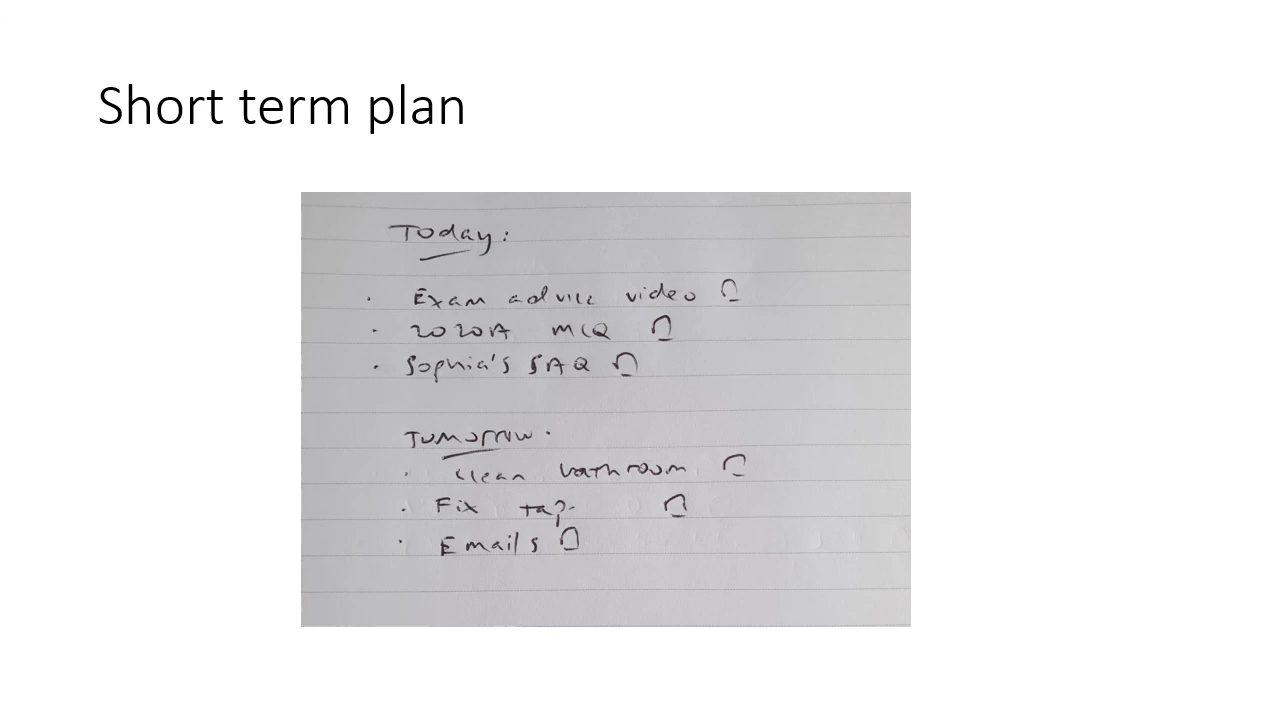 Short term plan
Today:
· Exam advice video
· 2020A MCQ
· Sophia's SAQ
Tomorrow.
· Clean bathroom
· Fix tap.
· Emails